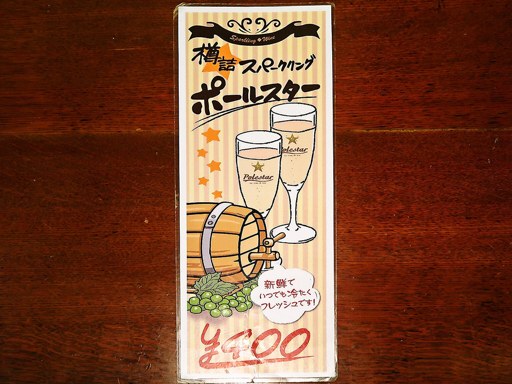 Sparkling ◆ Wine
樽詰スパークリング
ポールスター
Polestar
Polestar
新鮮で
いつでも冷たく
フレッシュです!
¥400